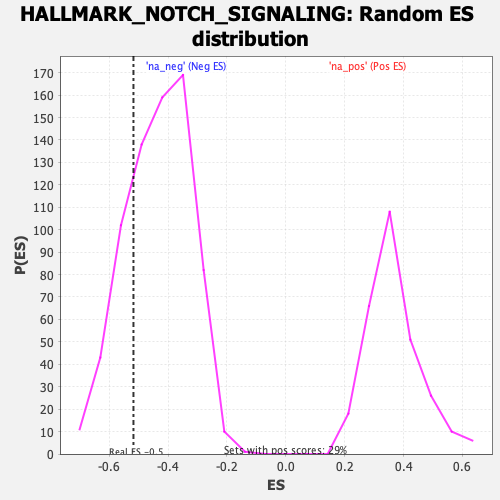 HALLMARK_NOTCH_SIGNALING: Random ES
distribution
'na_neg' (Neg ES)
'na_pos' (Pos ES)
170
160
150
140
130
120
110
100
90
80
70
60
50
40
30
20
10
0
P(ES)
Real ES -0.5
Sets with pos scores: 29%
-0.6 -0.4 -0.2 0.0 0.2 0.4 0.6
ES